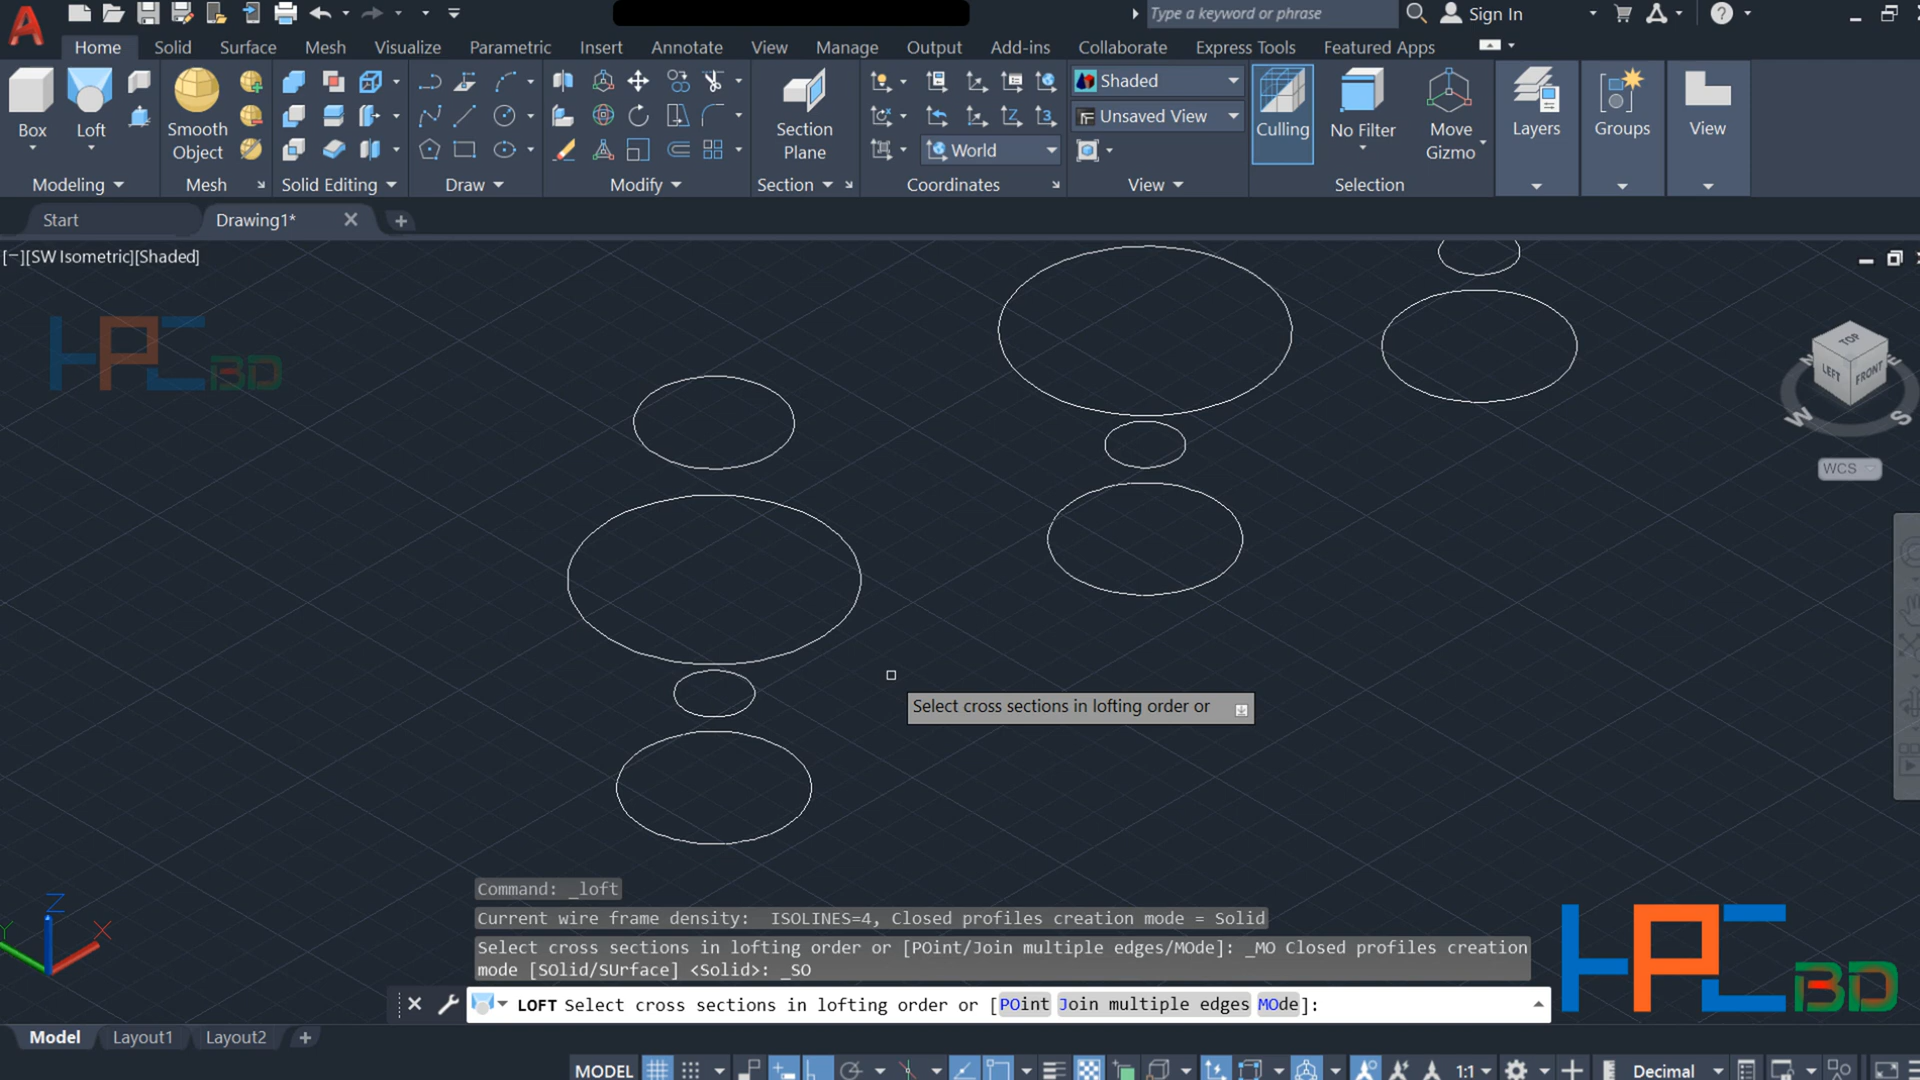 Type a keyword or phrase
Sign In
Home Solid Surface Mesh Visualize Parametric Insert Annotate View Manage Output Add-ins Collaborate Express Tools Featured Apps
Box
Loft
Smooth Object
Section Plane
Shaded
Unsaved View
World
Culling
No Filter
Move Gizmo
Layers
Groups
View
Modeling
Mesh
Solid Editing
Draw
Modify
Section
Coordinates
View
Selection
Start
Drawing1*
[−][SW Isometric][Shaded]
HPC BD
TOP
LEFT
FRONT
N
E
W
S
WCS
Select cross sections in lofting order or
Z
X
Y
Command: _loft
Current wire frame density:  ISOLINES=4, Closed profiles creation mode = Solid
Select cross sections in lofting order or [POint/Join multiple edges/MOde]: _MO Closed profiles creation
mode [SOlid/SUrface] <Solid>: _SO
LOFT Select cross sections in lofting order or [POint Join multiple edges MOde]:
HPC BD
Model Layout1 Layout2
MODEL
1:1
Decimal